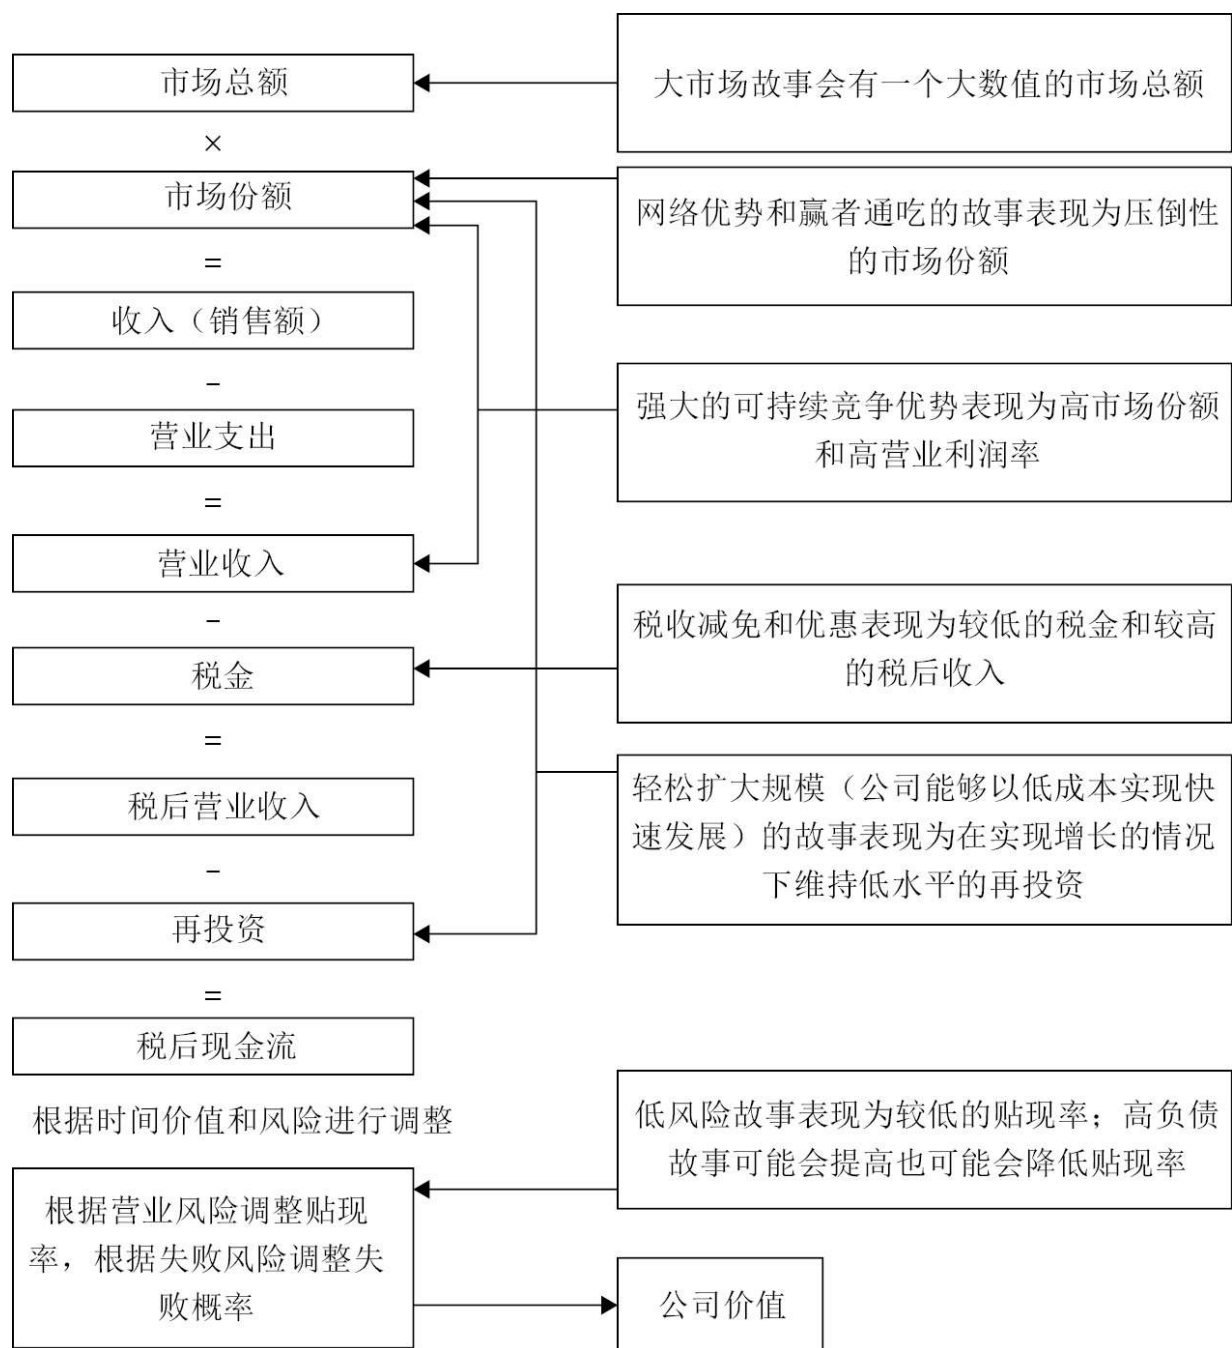 市场总额
大市场故事会有一个大数值的市场总额
×
市场份额
网络优势和赢者通吃的故事表现为压倒性
的市场份额
=
收入（销售额）
-
营业支出
强大的可持续竞争优势表现为高市场份额
和高营业利润率
=
营业收入
-
税金
税收减免和优惠表现为较低的税金和较高
的税后收入
=
税后营业收入
轻松扩大规模（公司能够以低成本实现快
速发展）的故事表现为在实现增长的情况
下维持低水平的再投资
-
再投资
=
税后现金流
根据时间价值和风险进行调整
低风险故事表现为较低的贴现率；高负债
故事可能会提高也可能会降低贴现率
根据营业风险调整贴现
率，根据失败风险调整失
败概率
公司价值